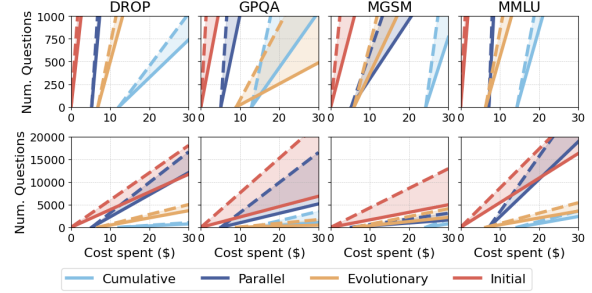 DROP GPQA MGSM MMLU
Num. Questions
1000
750
500
250
0
0 10 20 30 0 10 20 30 0 10 20 30 0 10 20 30
Num. Questions
20000
15000
10000
5000
0
0 10 20 30 0 10 20 30 0 10 20 30 0 10 20 30
Cost spent ($) Cost spent ($) Cost spent ($) Cost spent ($)
Cumulative Parallel Evolutionary Initial